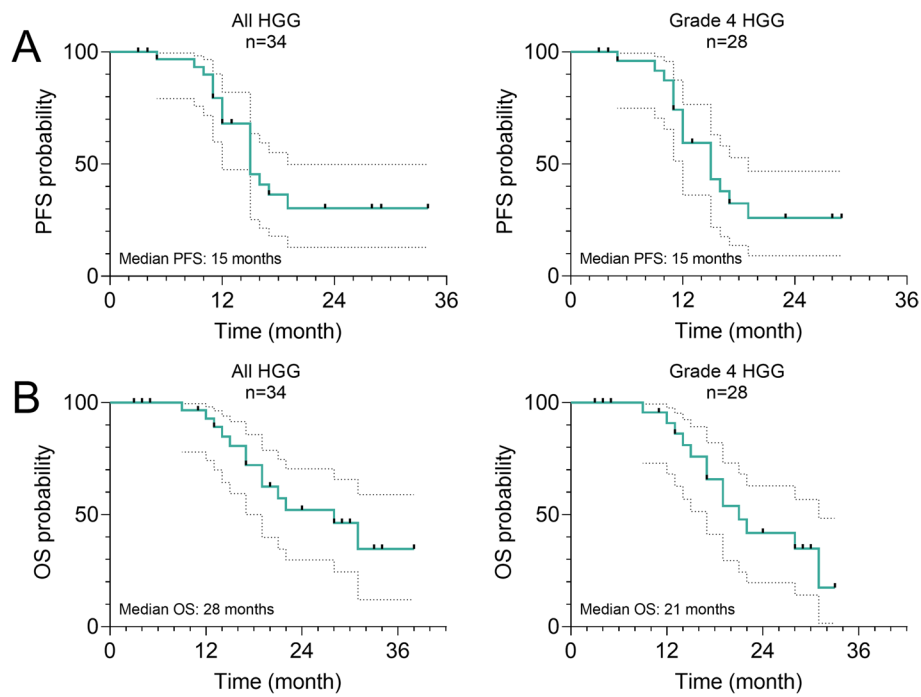 A
All HGG
n=34
PFS probability
100
50
0
Median PFS: 15 months
0 12 24 36
Time (month)
Grade 4 HGG
n=28
PFS probability
100
50
0
Median PFS: 15 months
0 12 24 36
Time (month)
B
All HGG
n=34
OS probability
100
50
0
Median OS: 28 months
0 12 24 36
Time (month)
Grade 4 HGG
n=28
OS probability
100
50
0
Median OS: 21 months
0 12 24 36
Time (month)